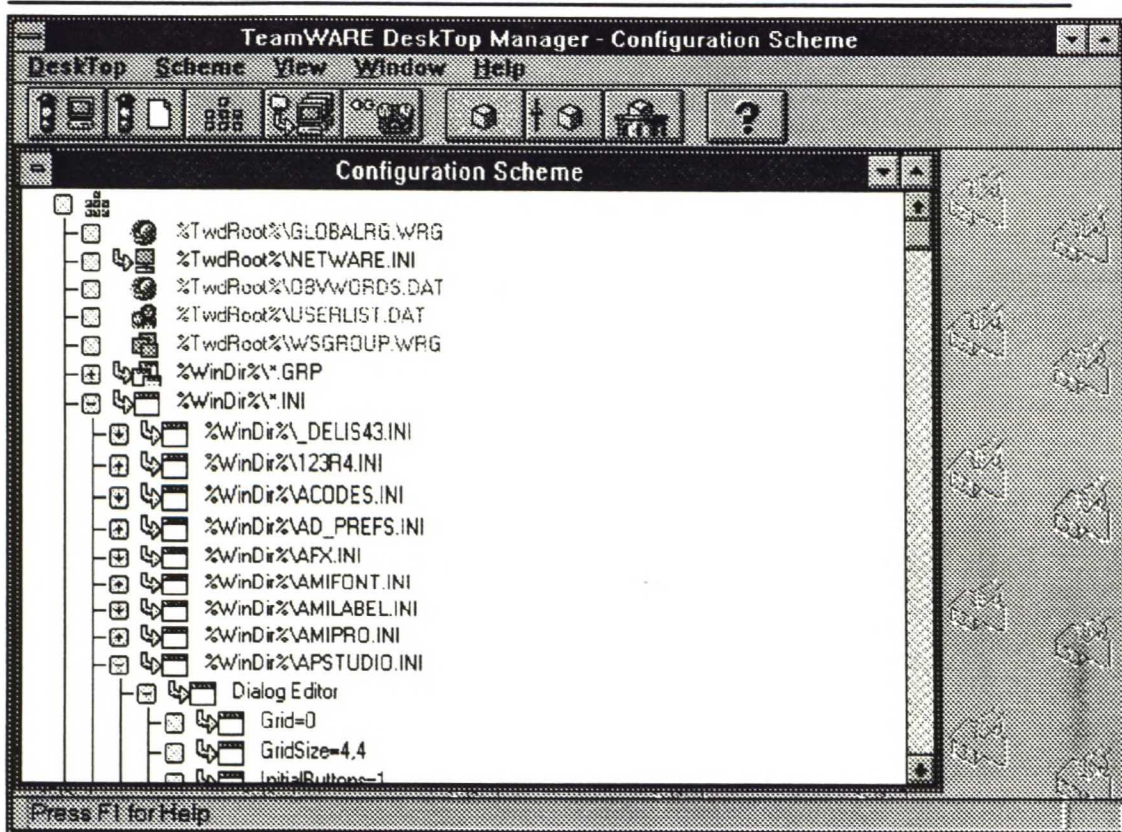 TeamWARE DeskTop Manager - Configuration Scheme
DeskTop Scheme View Window Help
?
Configuration Scheme
%TwdRoot%\GLOBALRG.WRG
%TwdRoot%\NETWARE.INI
%TwdRoot%\OBVWORDS.DAT
%TwdRoot%\USERLIST.DAT
%TwdRoot%\WSGROUP.WRG
%WinDir%\*.GRP
%WinDir%\*.INI
%WinDir%\_DELIS43.INI
%WinDir%\123R4.INI
%WinDir%\ACODES.INI
%WinDir%\AD_PREFS.INI
%WinDir%\AFX.INI
%WinDir%\AMIFONT.INI
%WinDir%\AMILABEL.INI
%WinDir%\AMIPRO.INI
%WinDir%\APSTUDIO.INI
Dialog Editor
Grid=0
GridSize=4,4
InitialButtons=1
Press F1 for Help